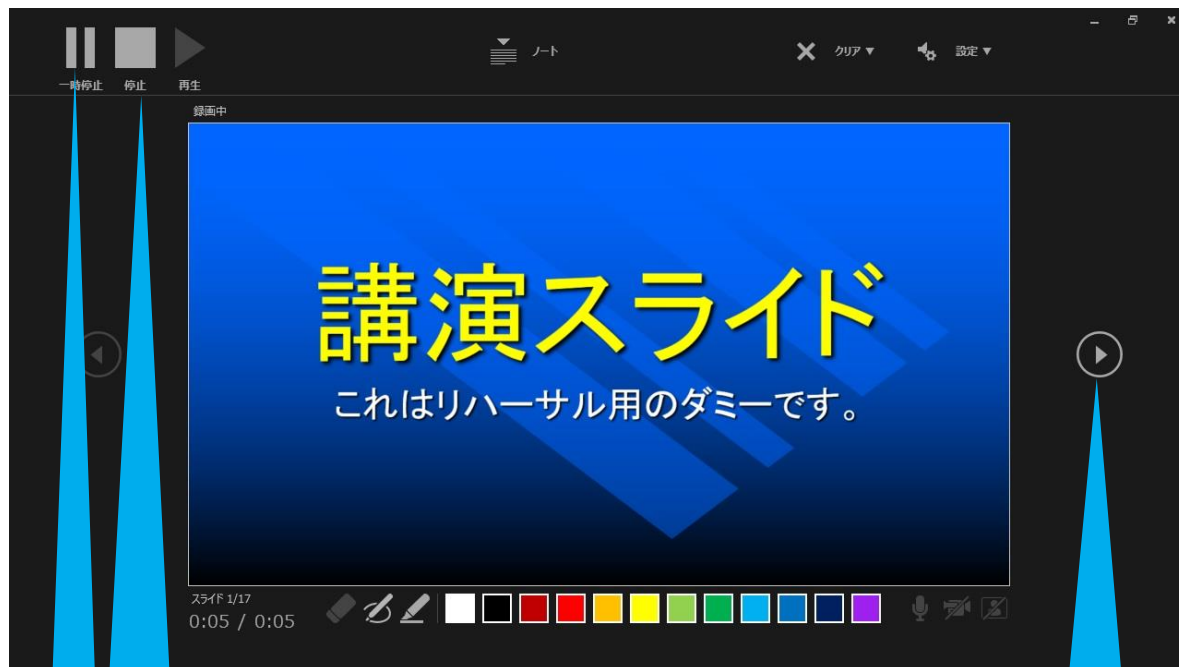 ノート
クリア▼
設定▼
一時停止
停止
再生
録画中
講演スライド
これはリハーサル用のダミーです。
スライド 1/17
0:05 / 0:05